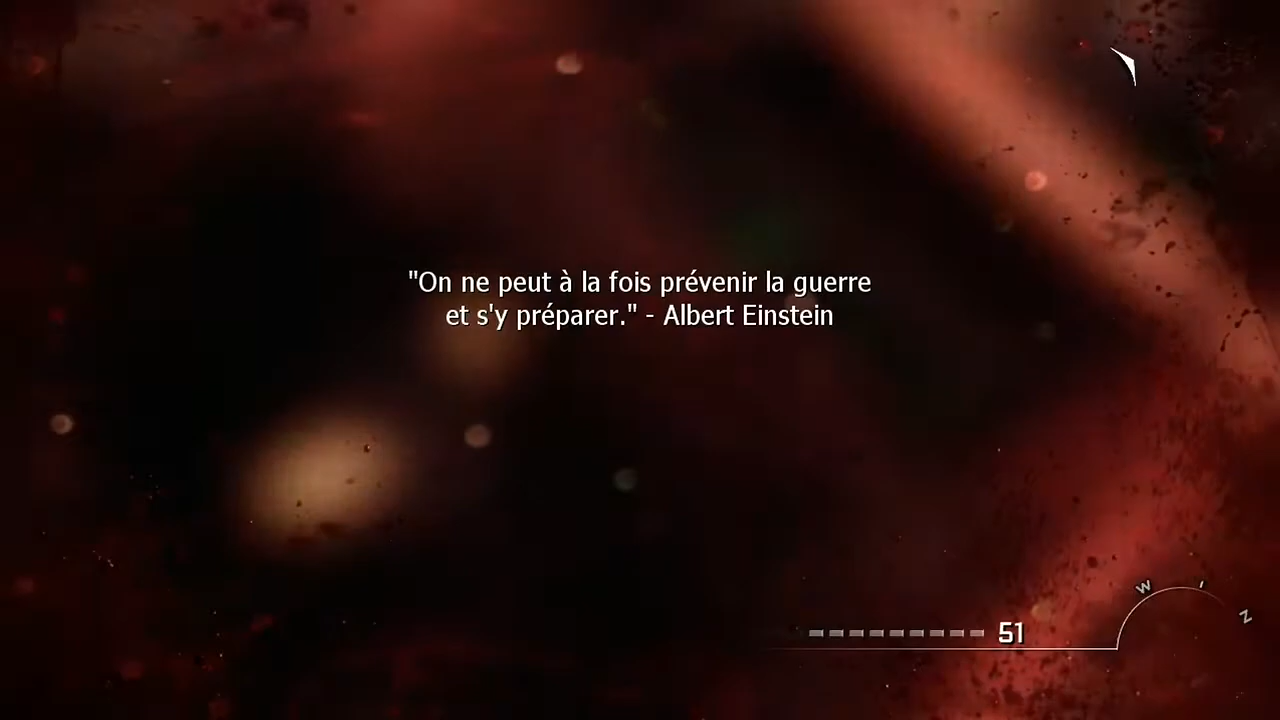 "On ne peut à la fois prévenir la guerre
et s'y préparer." - Albert Einstein
51
W
N